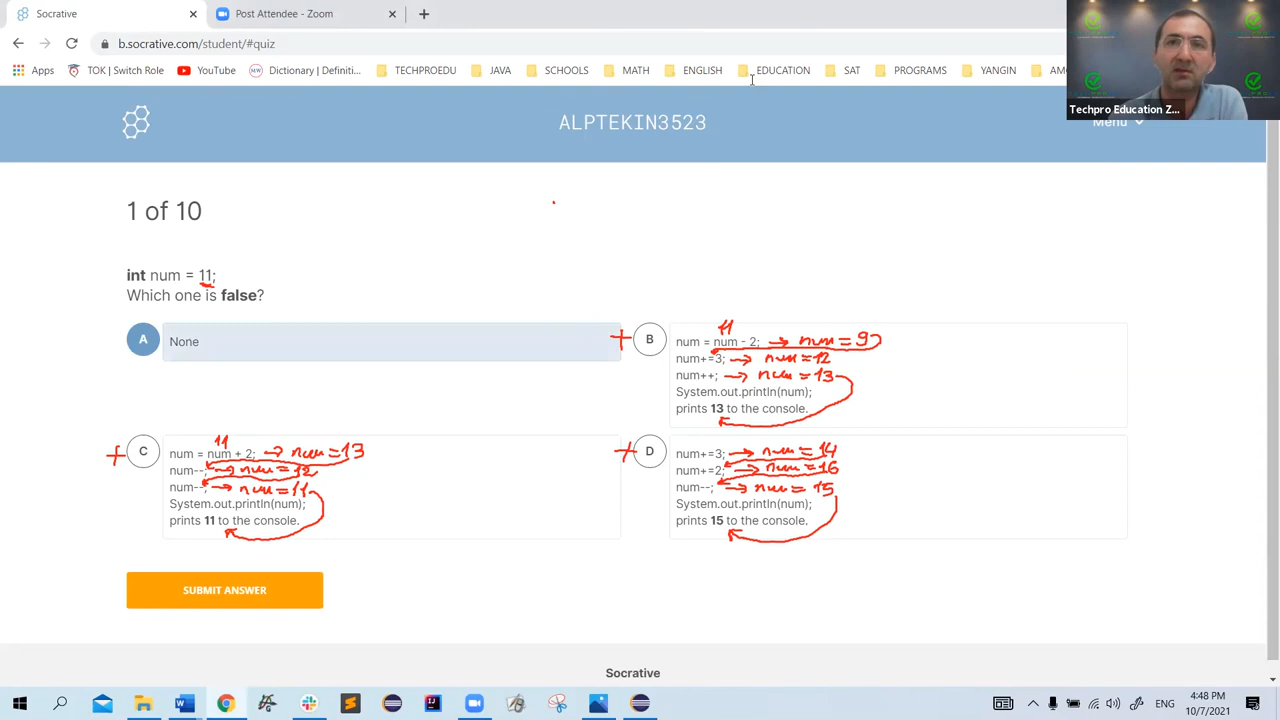 Socrative
Post Attendee - Zoom
b.socrative.com/student/#quiz
Apps
TOK | Switch Role
YouTube
Dictionary | Definiti...
TECHPROEDU
JAVA
SCHOOLS
MATH
ENGLISH
EDUCATION
SAT
PROGRAMS
YANGIN
Techpro Education Z...
ALPTEKIN3523
Menu
1 of 10
int num = 11;
Which one is false?
A
None
B
11
num = num - 2; → num = 9
num+=3; → num = 12
num++; → num = 13
System.out.println(num);
prints 13 to the console.
C
11
num = num + 2; → num = 13
num--; → num = 12
num--; → num = 11
System.out.println(num);
prints 11 to the console.
D
num+=3; → num = 14
num+=2; → num = 16
num--; → num = 15
System.out.println(num);
prints 15 to the console.
SUBMIT ANSWER
Socrative
ENG
4:48 PM
10/7/2021